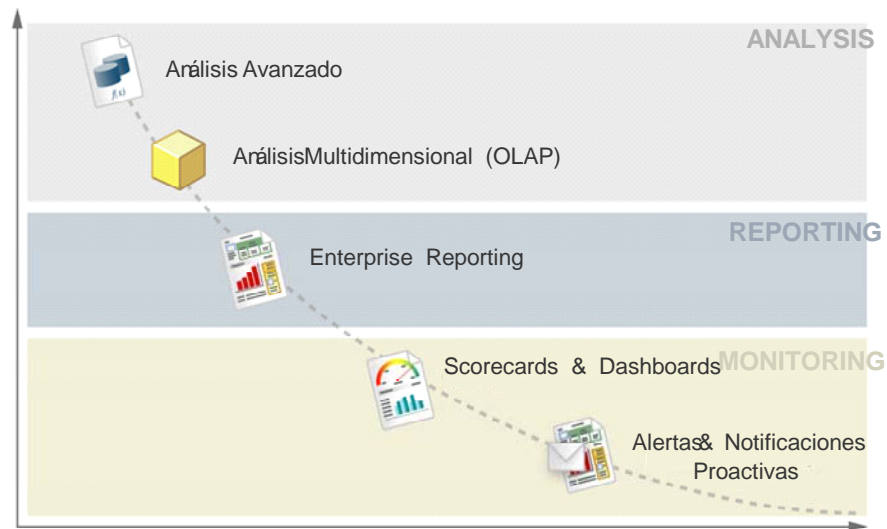 ANALYSIS
Análisis Avanzado
f(x)
AnálisisMultidimensional (OLAP)
REPORTING
Enterprise Reporting
Scorecards & Dashboards
MONITORING
Alertas& Notificaciones
Proactivas